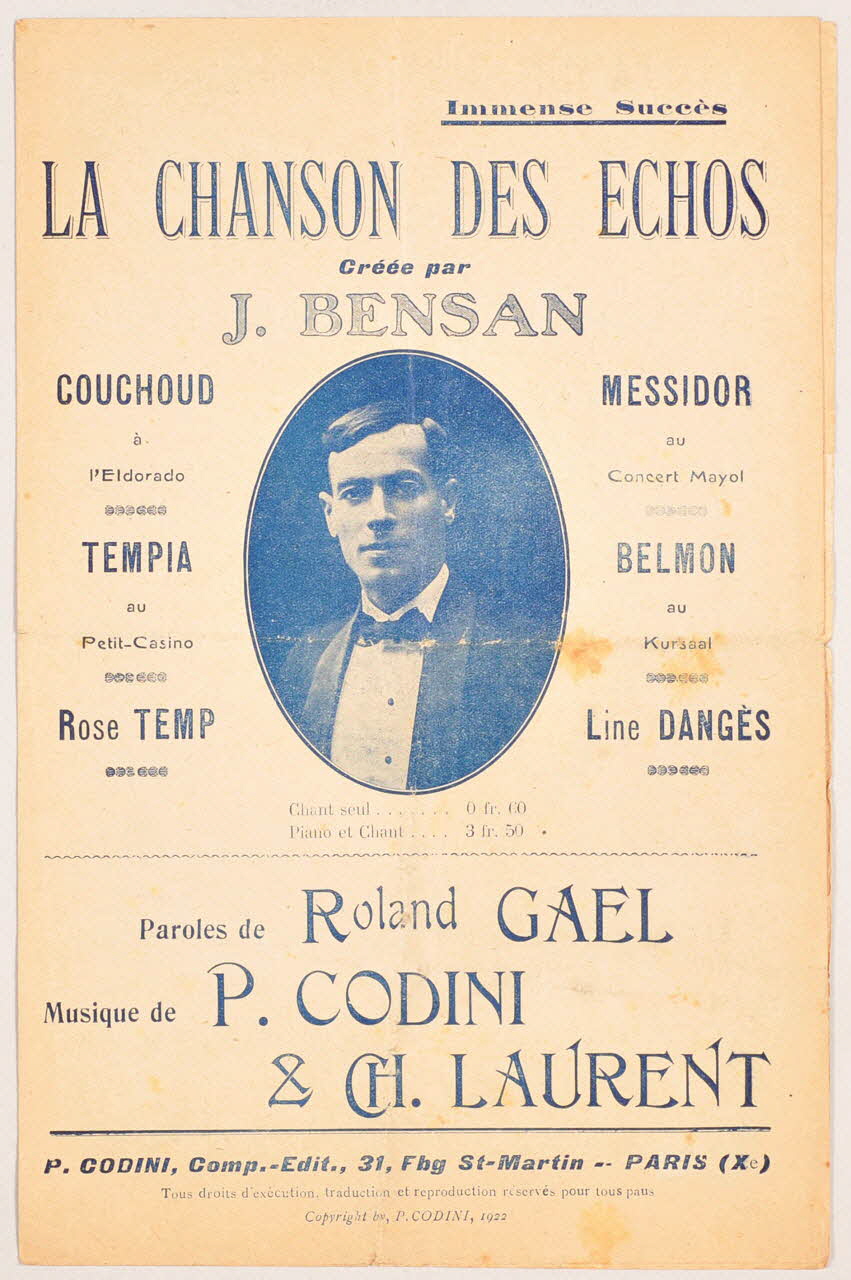 Immense Succès
LA CHANSON DES ECHOS
Créée par
J. BENSAN
COUCHOUD
à
l'Eldorado
TEMPIA
au
Petit-Casino
Rose TEMP
MESSIDOR
au
Concert Mayol
BELMON
au
Kursaal
Line DANGÈS
Chant seul . . . . . . . 0 fr. 60
Piano et Chant . . . . 3 fr. 50
Paroles de Roland GAEL
Musique de P. CODINI
& CH. LAURENT
P. CODINI, Comp.-Edit., 31, Fbg St-Martin -- PARIS (Xe)
Tous droits d'exécution, traduction et reproduction réservés pour tous pays
Copyright by, P. CODINI, 1922